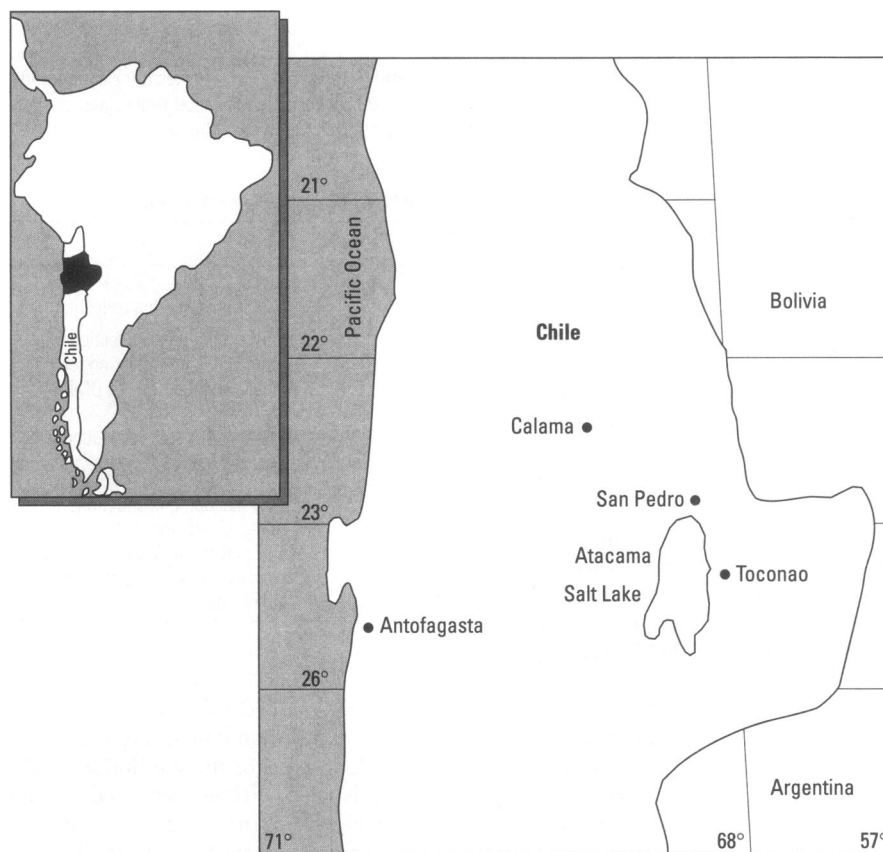 Chile
21°
Pacific Ocean
22°
Chile
Bolivia
Calama
San Pedro
23°
Atacama
Salt Lake
Toconao
Antofagasta
26°
Argentina
71°
68°
57°